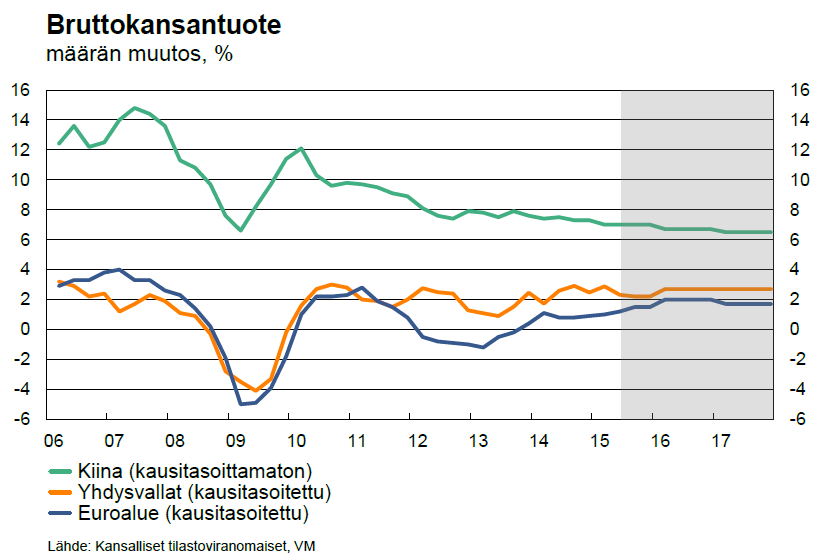 Bruttokansantuote
määrän muutos, %
16 16
14 14
12 12
10 10
8 8
6 6
4 4
2 2
0 0
-2 -2
-4 -4
-6 -6
06 07 08 09 10 11 12 13 14 15 16 17
Kiina (kausitasoittamaton)
Yhdysvallat (kausitasoitettu)
Euroalue (kausitasoitettu)
Lähde: Kansalliset tilastoviranomaiset, VM